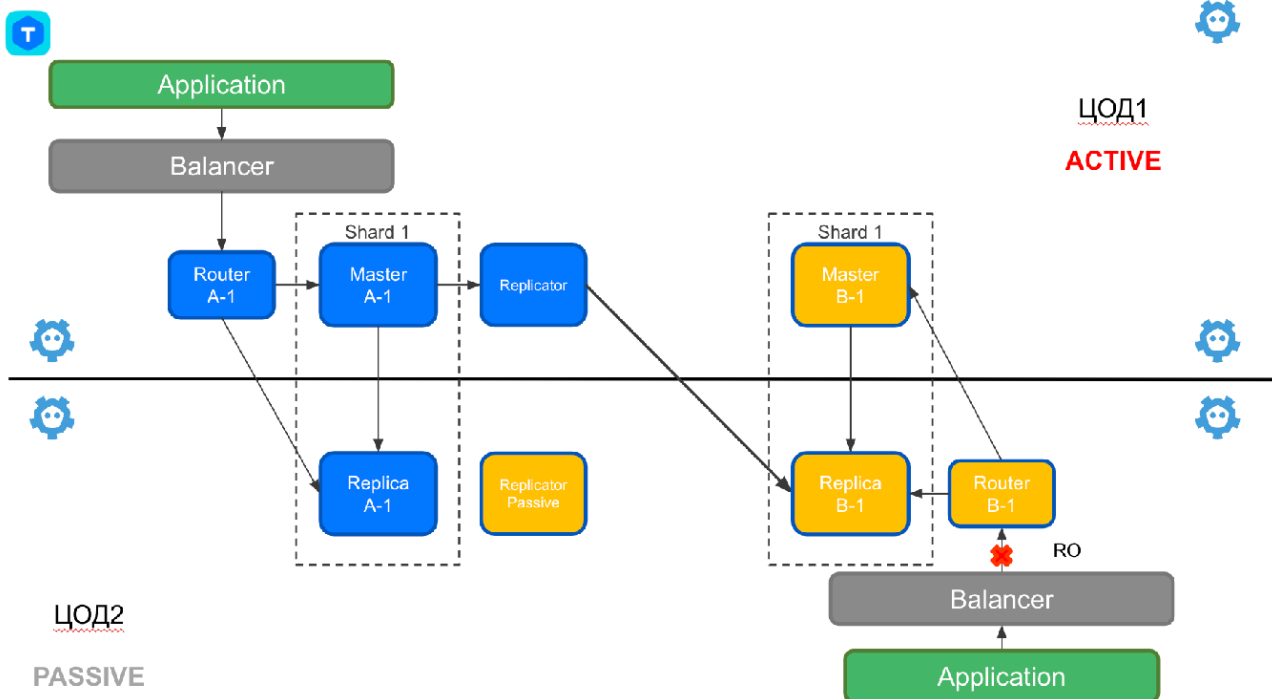 T
Application
ЦОД1
Balancer
ACTIVE
Shard 1
Shard 1
Router
A-1
Master
A-1
Replicator
Master
B-1
Replica
A-1
Replicator
Passive
Replica
B-1
Router
B-1
RO
Balancer
ЦОД2
PASSIVE
Application